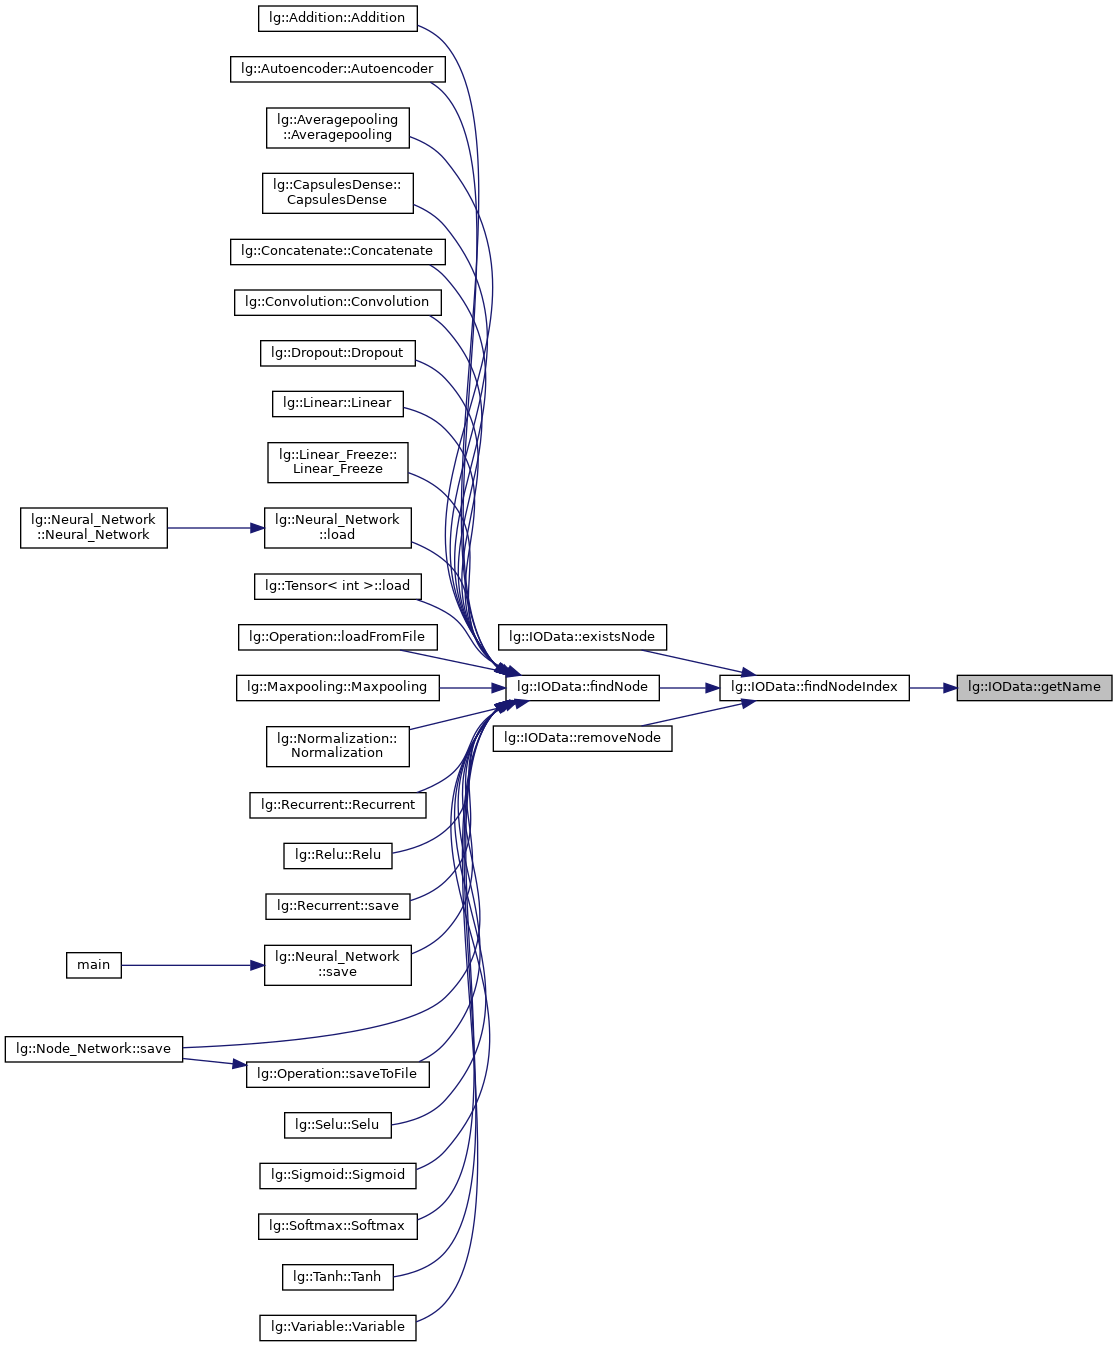 lg::Addition::Addition
lg::Autoencoder::Autoencoder
lg::Averagepooling
::Averagepooling
lg::CapsulesDense::
CapsulesDense
lg::Concatenate::Concatenate
lg::Convolution::Convolution
lg::Dropout::Dropout
lg::Linear::Linear
lg::Linear_Freeze::
Linear_Freeze
lg::Neural_Network
::Neural_Network
lg::Neural_Network
::load
lg::Tensor< int >::load
lg::Operation::loadFromFile
lg::IOData::existsNode
lg::Maxpooling::Maxpooling
lg::IOData::findNode
lg::IOData::findNodeIndex
lg::IOData::getName
lg::Normalization::
Normalization
lg::IOData::removeNode
lg::Recurrent::Recurrent
lg::Relu::Relu
lg::Recurrent::save
main
lg::Neural_Network
::save
lg::Node_Network::save
lg::Operation::saveToFile
lg::Selu::Selu
lg::Sigmoid::Sigmoid
lg::Softmax::Softmax
lg::Tanh::Tanh
lg::Variable::Variable